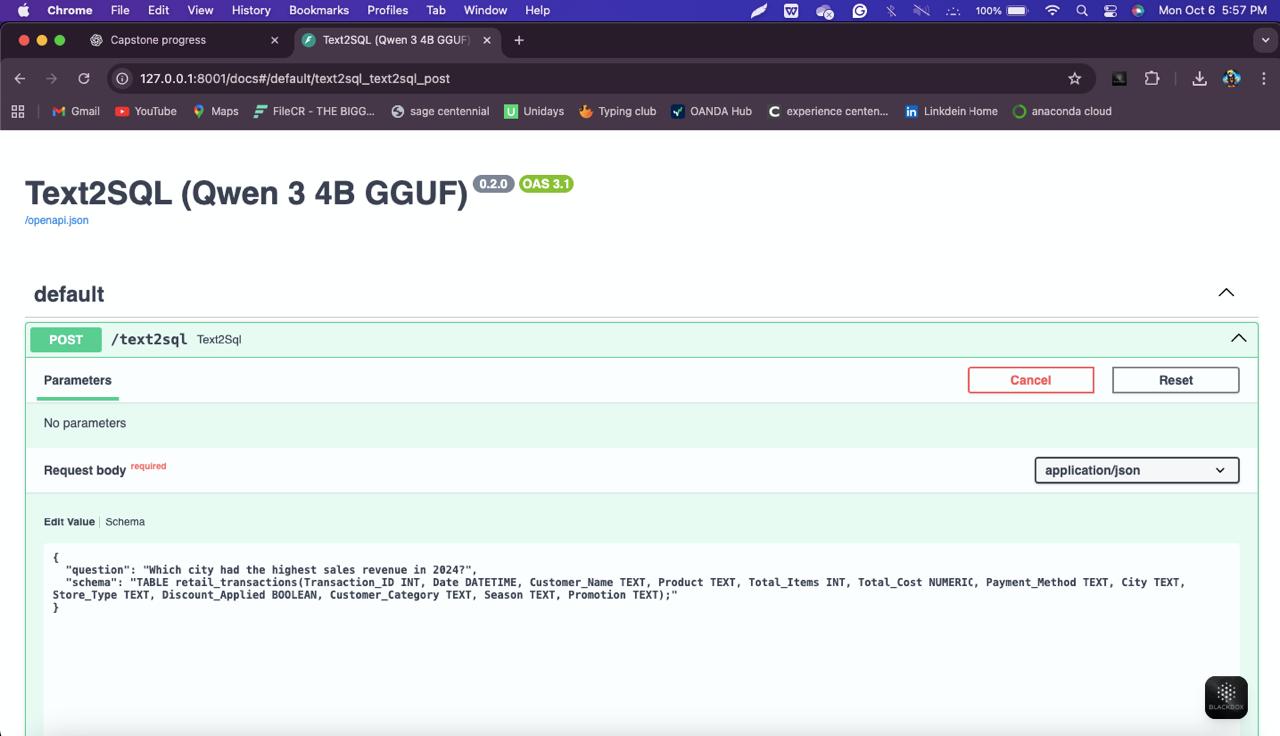 Chrome File Edit View History Bookmarks Profiles Tab Window Help 100% Mon Oct 6 5:57 PM
Capstone progress Text2SQL (Qwen 3 4B GGUF)
127.0.0.1:8001/docs#/default/text2sql_text2sql_post
Gmail YouTube Maps FileCR - THE BIGG... sage centennial Unidays Typing club OANDA Hub experience centen... Linkdein Home anaconda cloud
Text2SQL (Qwen 3 4B GGUF) 0.2.0 OAS 3.1
/openapi.json
default
POST /text2sql Text2Sql
Parameters Cancel Reset
No parameters
Request body required application/json
Edit Value Schema
{
"question": "Which city had the highest sales revenue in 2024?",
"schema": "TABLE retail_transactions(Transaction_ID INT, Date DATETIME, Customer_Name TEXT, Product TEXT, Total_Items INT, Total_Cost NUMERIC, Payment_Method TEXT, City TEXT,
Store_Type TEXT, Discount_Applied BOOLEAN, Customer_Category TEXT, Season TEXT, Promotion TEXT);"
}
BLACKBOX